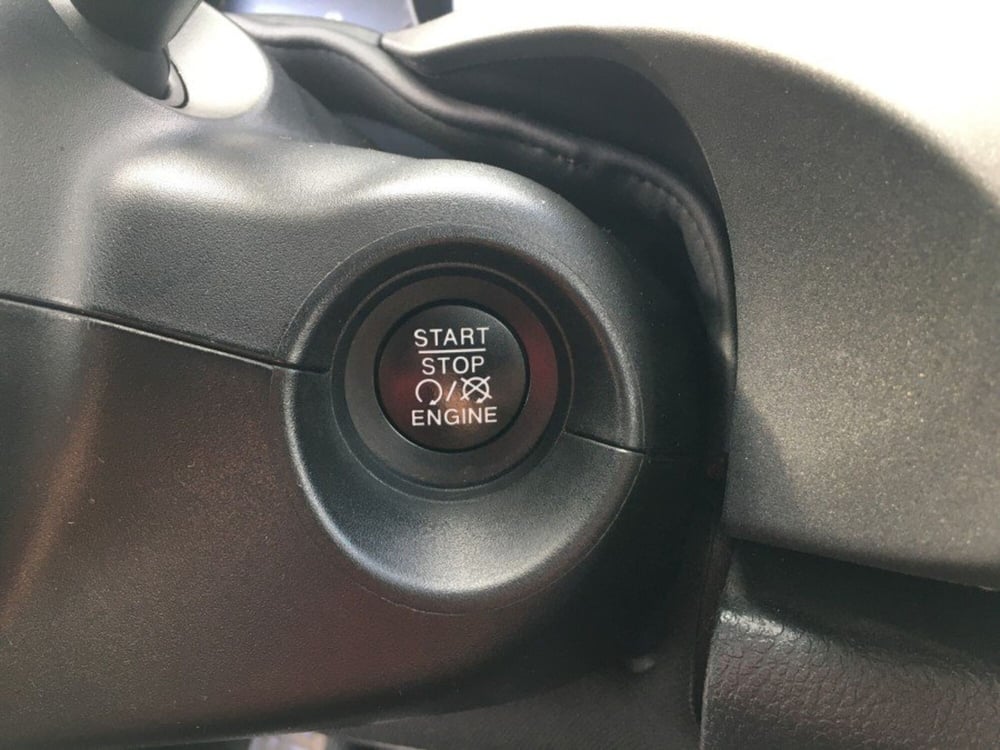 START
STOP
/
ENGINE